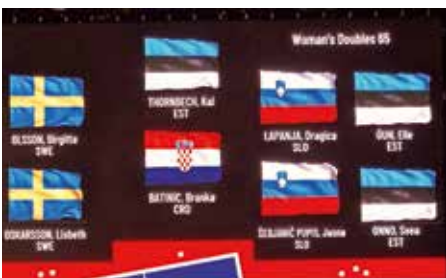 Woman's Doubles 65
THORNBECH, Kai
EST
OLSSON, Birgitta
SWE
LAPANJA, Dragica
SLO
OUN, Elle
EST
BATINIC, Branka
CRO
OSKARSSON, Lisbeth
SWE
PUPIS,
SLO
ONNO,
EST